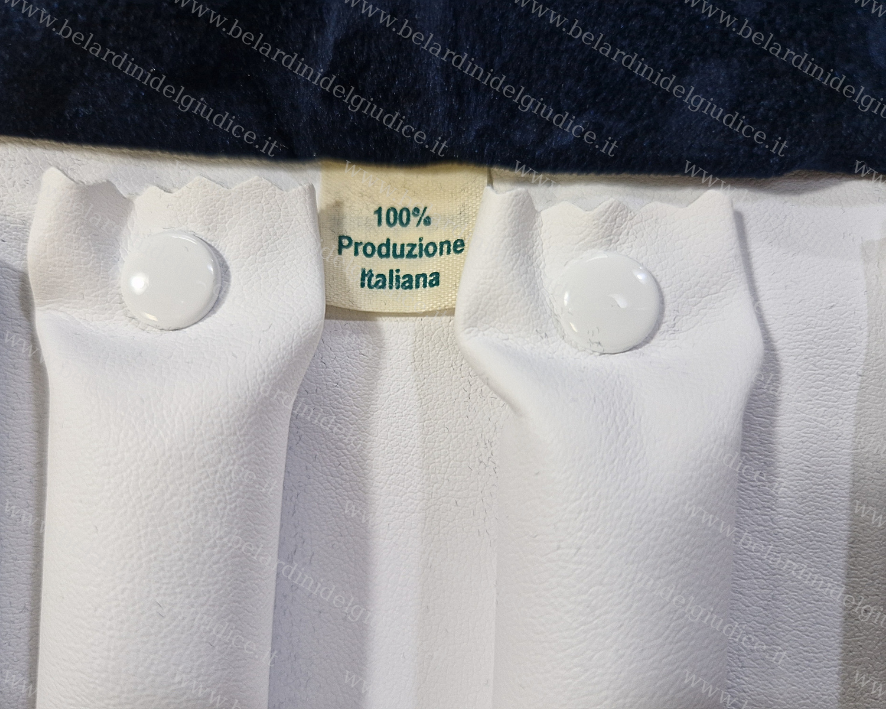 www.belardinidelgiudice.it
100%
Produzione
Italiana